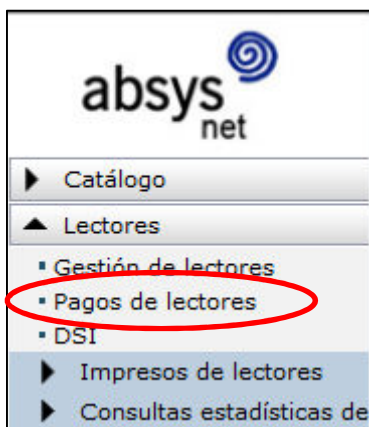 absys
net
Catálogo
Lectores
Gestión de lectores
Pagos de lectores
DSI
Impresos de lectores
Consultas estadísticas de